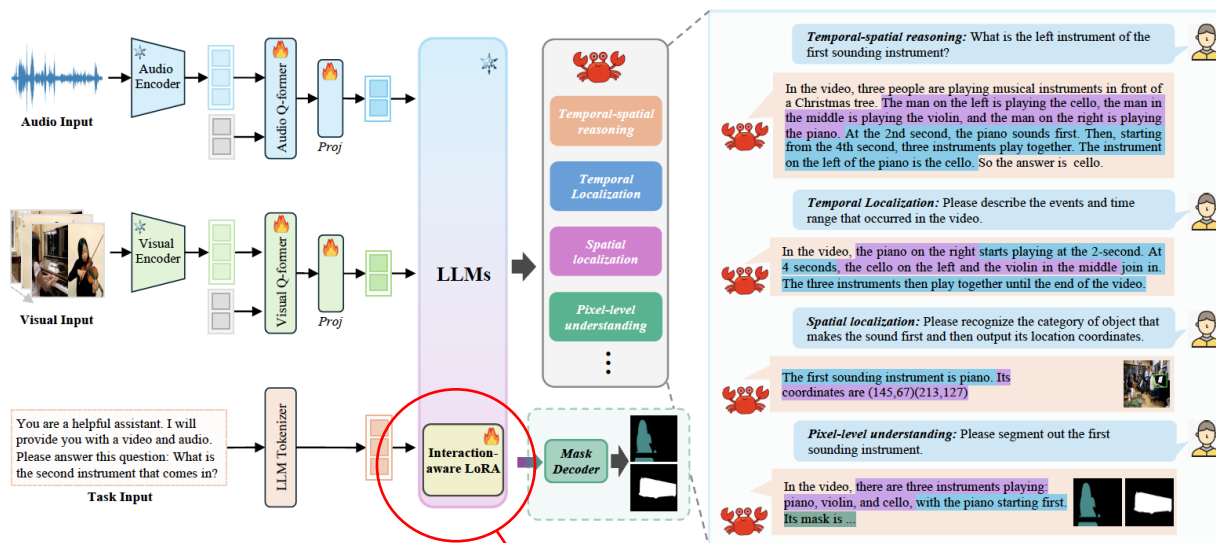 Audio Input
Audio
Encoder
Audio Q-former
Proj
Visual Input
Visual
Encoder
Visual Q-former
Proj
You are a helpful assistant. I will
provide you with a video and audio.
Please answer this question: What is
the second instrument that comes in?
Task Input
LLM Tokenizer
LLMs
Interaction-
aware LoRA
Mask
Decoder
Temporal-spatial
reasoning
Temporal
Localization
Spatial
localization
Pixel-level
understanding
Temporal-spatial reasoning: What is the left instrument of the
first sounding instrument?
In the video, three people are playing musical instruments in front of
a Christmas tree. The man on the left is playing the cello, the man in
the middle is playing the violin, and the man on the right is playing
the piano. At the 2nd second, the piano sounds first. Then, starting
from the 4th second, three instruments play together. The instrument
on the left of the piano is the cello. So the answer is cello.
Temporal Localization: Please describe the events and time
range that occurred in the video.
In the video, the piano on the right starts playing at the 2-second. At
4 seconds, the cello on the left and the violin in the middle join in.
The three instruments then play together until the end of the video.
Spatial localization: Please recognize the category of object that
makes the sound first and then output its location coordinates.
The first sounding instrument is piano. Its
coordinates are (145,67)(213,127)
Pixel-level understanding: Please segment out the first
sounding instrument.
In the video, there are three instruments playing:
piano, violin, and cello, with the piano starting first.
Its mask is ...